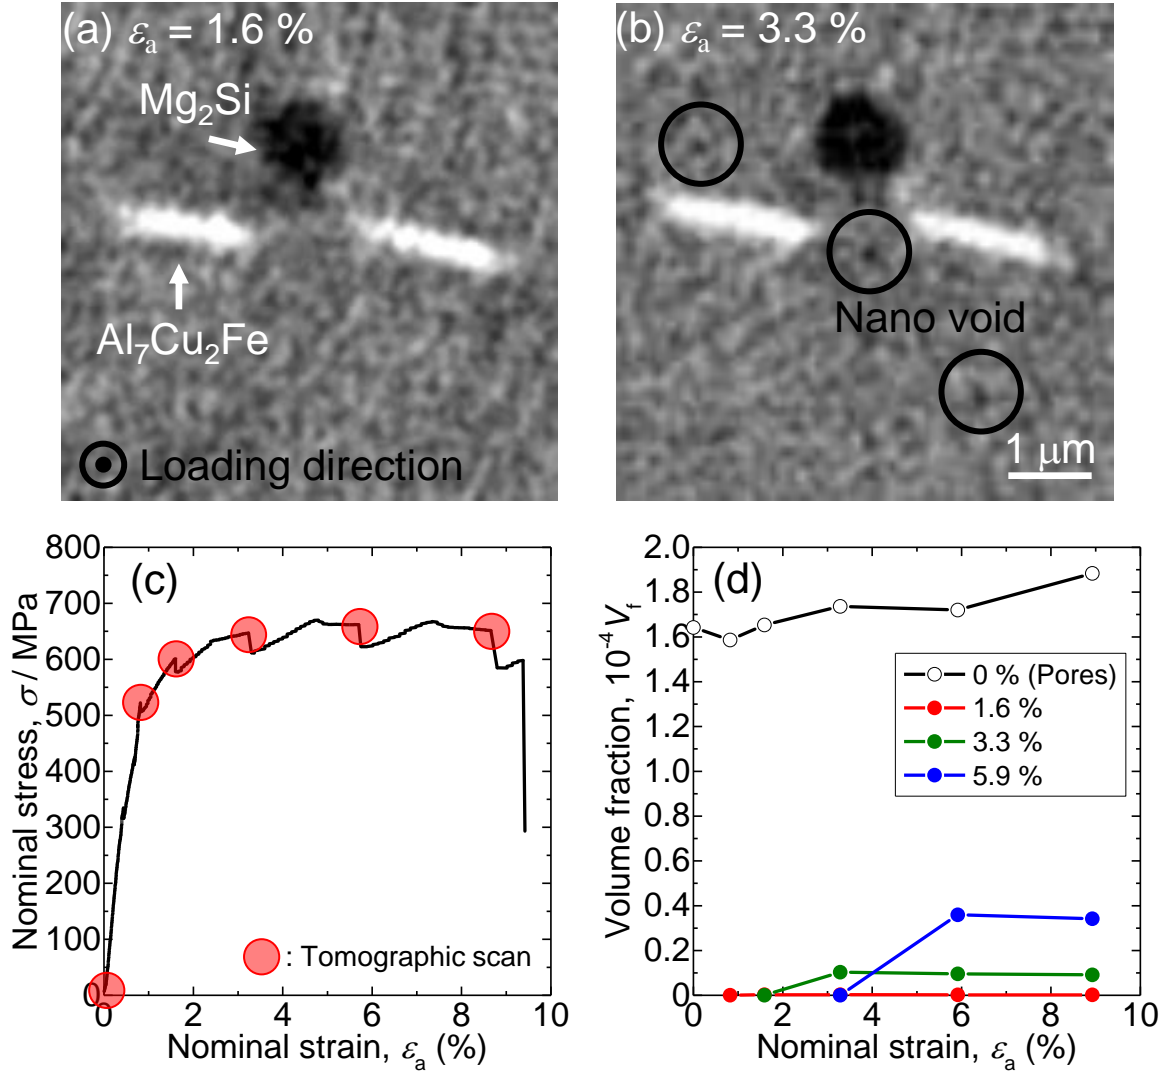 (a) εₐ = 1.6 %
Mg₂Si
Al₇Cu₂Fe
Loading direction
(b) εₐ = 3.3 %
Nano void
1 μm
(c)
800
700
600
500
400
300
200
100
0
0 2 4 6 8 10
Nominal stress, σ / MPa
Nominal strain, εₐ (%)
: Tomographic scan
(d)
2.0
1.8
1.6
1.4
1.2
1.0
0.8
0.6
0.4
0.2
0
0 2 4 6 8 10
Volume fraction, 10⁻⁴ V_f
Nominal strain, εₐ (%)
0 % (Pores)
1.6 %
3.3 %
5.9 %